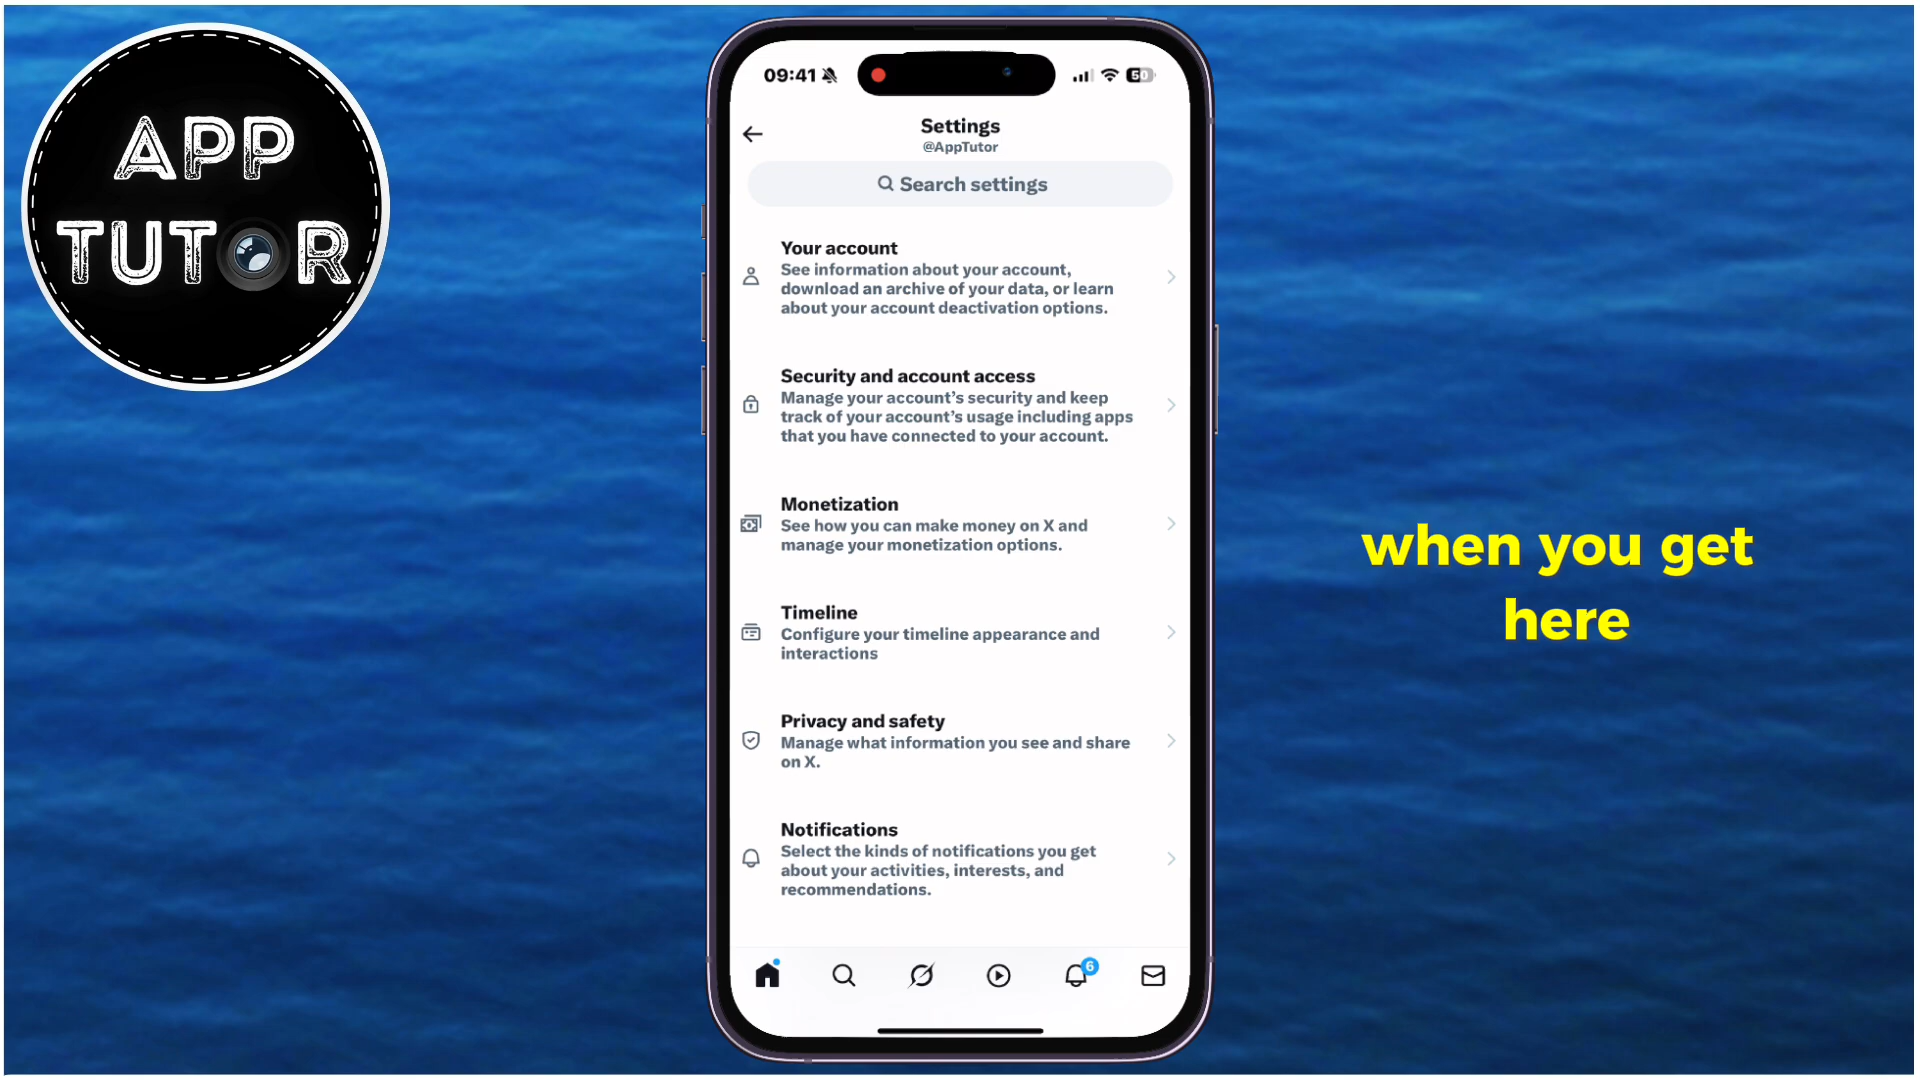 APP
TUTOR
09:41
50
Settings
@AppTutor
Search settings
Your account
See information about your account,
download an archive of your data, or learn
about your account deactivation options.
Security and account access
Manage your account’s security and keep
track of your account’s usage including apps
that you have connected to your account.
Monetization
See how you can make money on X and
manage your monetization options.
Timeline
Configure your timeline appearance and
interactions
Privacy and safety
Manage what information you see and share
on X.
Notifications
Select the kinds of notifications you get
about your activities, interests, and
recommendations.
6
when you get
here